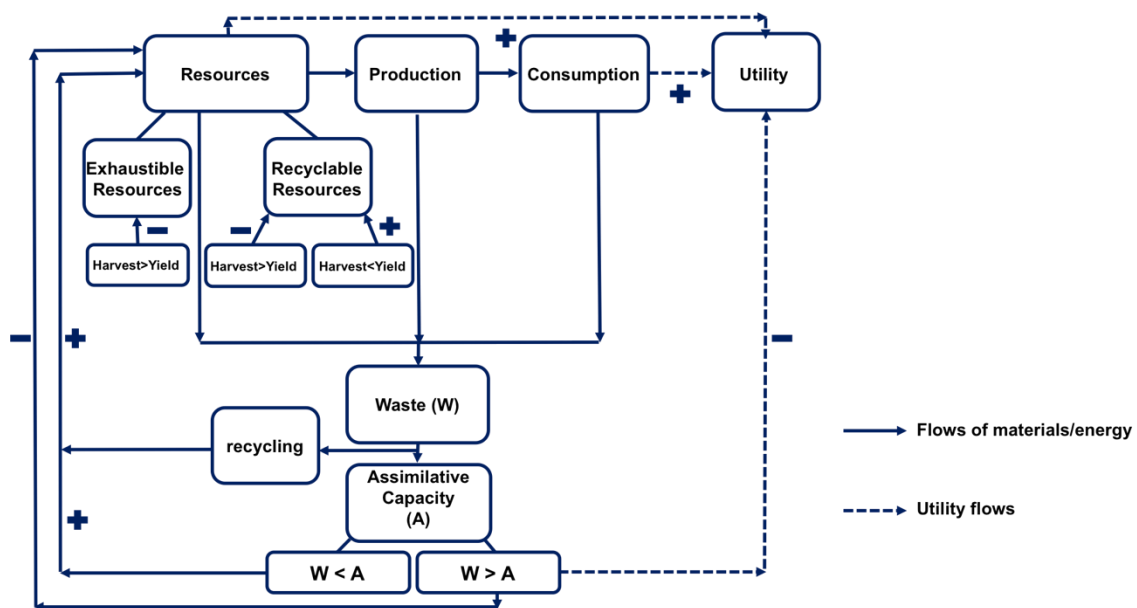 +
Resources
Production
Consumption
Utility
+
Exhaustible
Resources
Recyclable
Resources
−
−
+
Harvest>Yield
Harvest>Yield
Harvest<Yield
−
+
−
Waste (W)
recycling
Flows of materials/energy
Assimilative
Capacity
(A)
Utility flows
+
W < A
W > A